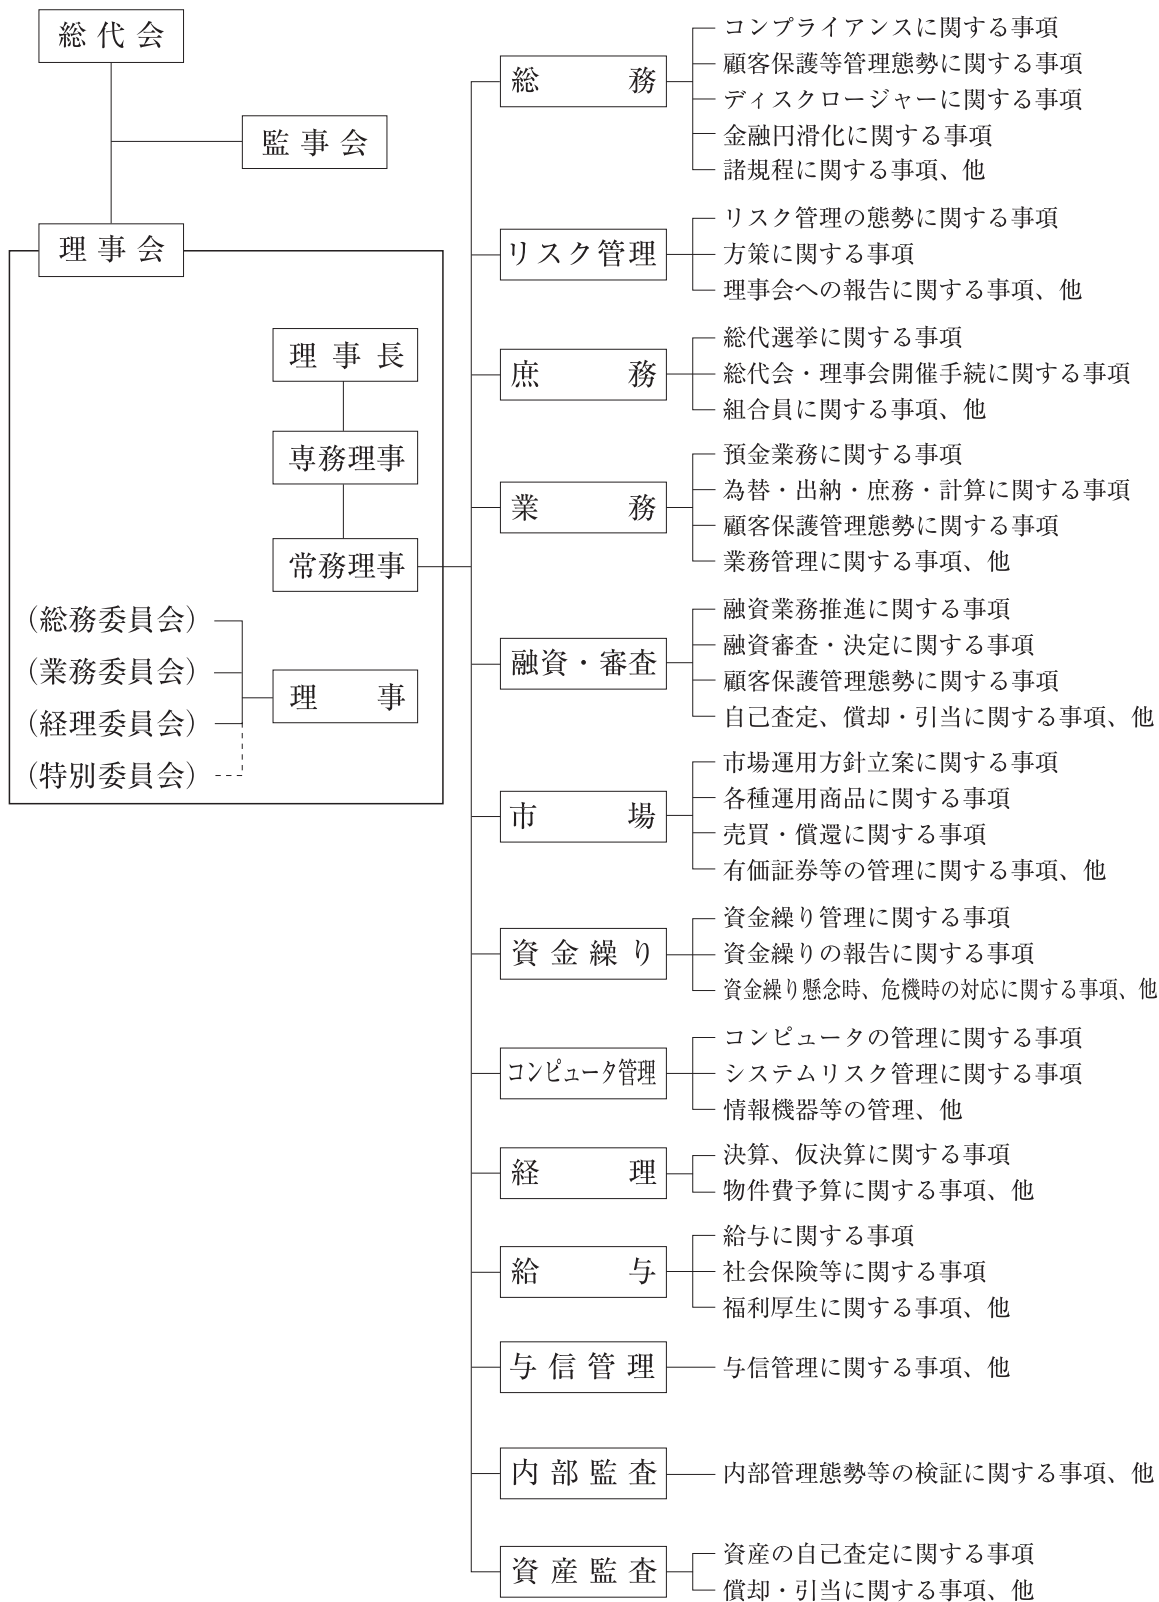 総代会
監事会
理事会
理事長
専務理事
常務理事
（総務委員会）
（業務委員会）
（経理委員会）
（特別委員会）
理事
総務
コンプライアンスに関する事項
顧客保護等管理態勢に関する事項
ディスクロージャーに関する事項
金融円滑化に関する事項
諸規程に関する事項、他
リスク管理
リスク管理の態勢に関する事項
方策に関する事項
理事会への報告に関する事項、他
庶務
総代選挙に関する事項
総代会・理事会開催手続に関する事項
組合員に関する事項、他
業務
預金業務に関する事項
為替・出納・庶務・計算に関する事項
顧客保護管理態勢に関する事項
業務管理に関する事項、他
融資・審査
融資業務推進に関する事項
融資審査・決定に関する事項
顧客保護管理態勢に関する事項
自己査定、償却・引当に関する事項、他
市場
市場運用方針立案に関する事項
各種運用商品に関する事項
売買・償還に関する事項
有価証券等の管理に関する事項、他
資金繰り
資金繰り管理に関する事項
資金繰りの報告に関する事項
資金繰り懸念時、危機時の対応に関する事項、他
コンピュータ管理
コンピュータの管理に関する事項
システムリスク管理に関する事項
情報機器等の管理、他
経理
決算、仮決算に関する事項
物件費予算に関する事項、他
給与
給与に関する事項
社会保険等に関する事項
福利厚生に関する事項、他
与信管理
与信管理に関する事項、他
内部監査
内部管理態勢等の検証に関する事項、他
資産監査
資産の自己査定に関する事項
償却・引当に関する事項、他